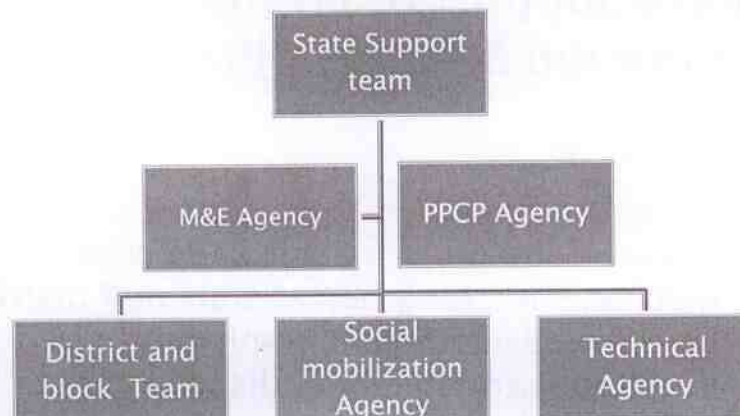 State Support
team
M&E Agency
PPCP Agency
District and
block Team
Social
mobilization
Agency
Technical
Agency